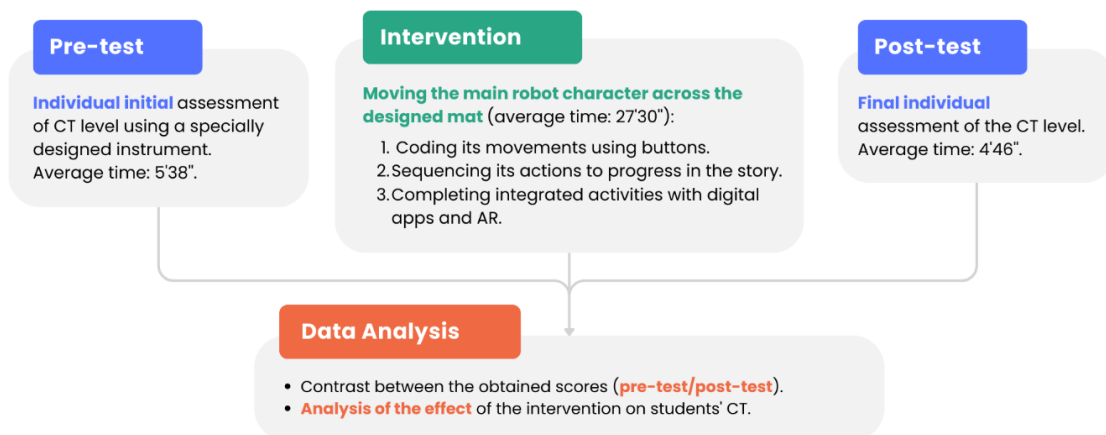 Pre-test
Individual initial assessment
of CT level using a specially
designed instrument.
Average time: 5'38".
Intervention
Moving the main robot character across the
designed mat (average time: 27'30"):
1. Coding its movements using buttons.
2. Sequencing its actions to progress in the story.
3. Completing integrated activities with digital
apps and AR.
Post-test
Final individual
assessment of the CT level.
Average time: 4'46".
Data Analysis
• Contrast between the obtained scores (pre-test/post-test).
• Analysis of the effect of the intervention on students' CT.